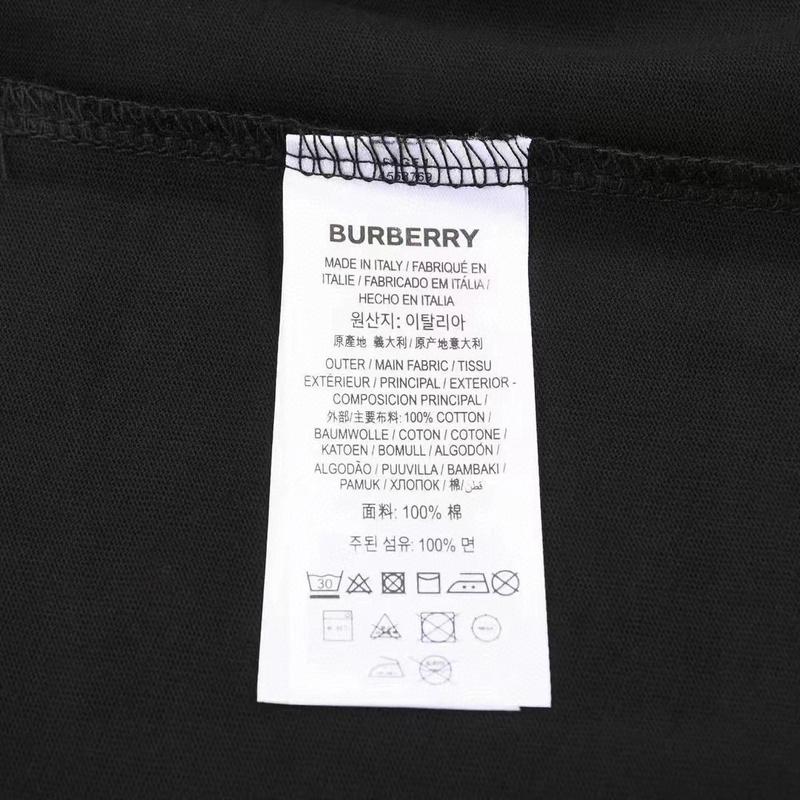 4558769
BURBERRY
MADE IN ITALY / FABRIQUÉ EN
ITALIE / FABRICADO EM ITÁLIA /
HECHO EN ITALIA
원산지: 이탈리아
原產地 義大利 / 原产地意大利
OUTER / MAIN FABRIC / TISSU
EXTÉRIEUR / PRINCIPAL / EXTERIOR -
COMPOSICION PRINCIPAL /
外部/主要布料: 100% COTTON /
BAUMWOLLE / COTON / COTONE /
KATOEN / BOMULL / ALGODÓN /
ALGODÃO / PUUVILLA / BAMBAKI /
PAMUK / ХЛОПОК / 棉/ قطن
面料: 100% 棉
주된 섬유: 100% 면
30